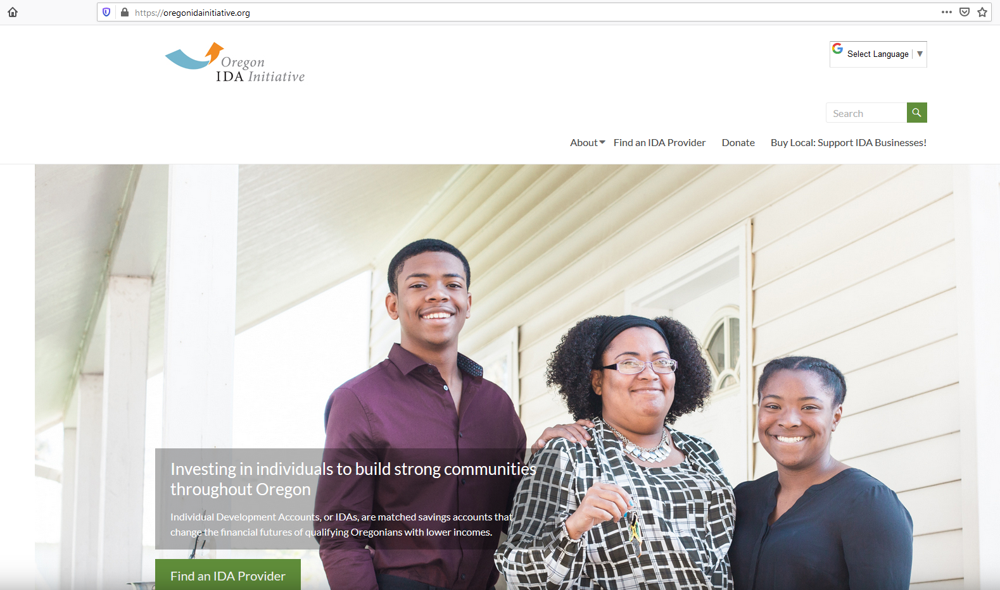 https://oregonidainitiative.org
Oregon
IDA Initiative
Select Language ▼
Search
About Find an IDA Provider Donate Buy Local: Support IDA Businesses!
Investing in individuals to build strong communities
throughout Oregon
Individual Development Accounts, or IDAs, are matched savings accounts that
change the financial futures of qualifying Oregonians with lower incomes.
Find an IDA Provider